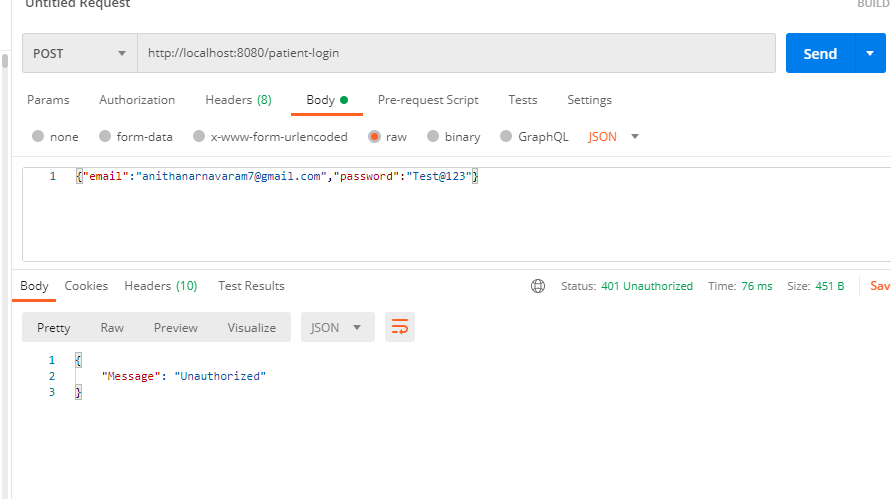 Untitled Request BUILD
POST http://localhost:8080/patient-login Send
Params Authorization Headers (8) Body Pre-request Script Tests Settings
none form-data x-www-form-urlencoded raw binary GraphQL JSON
1 {"email":"anithanarnavaram7@gmail.com","password":"Test@123"}
Body Cookies Headers (10) Test Results Status: 401 Unauthorized Time: 76 ms Size: 451 B Sav
Pretty Raw Preview Visualize JSON
1 {
2 "Message": "Unauthorized"
3 }